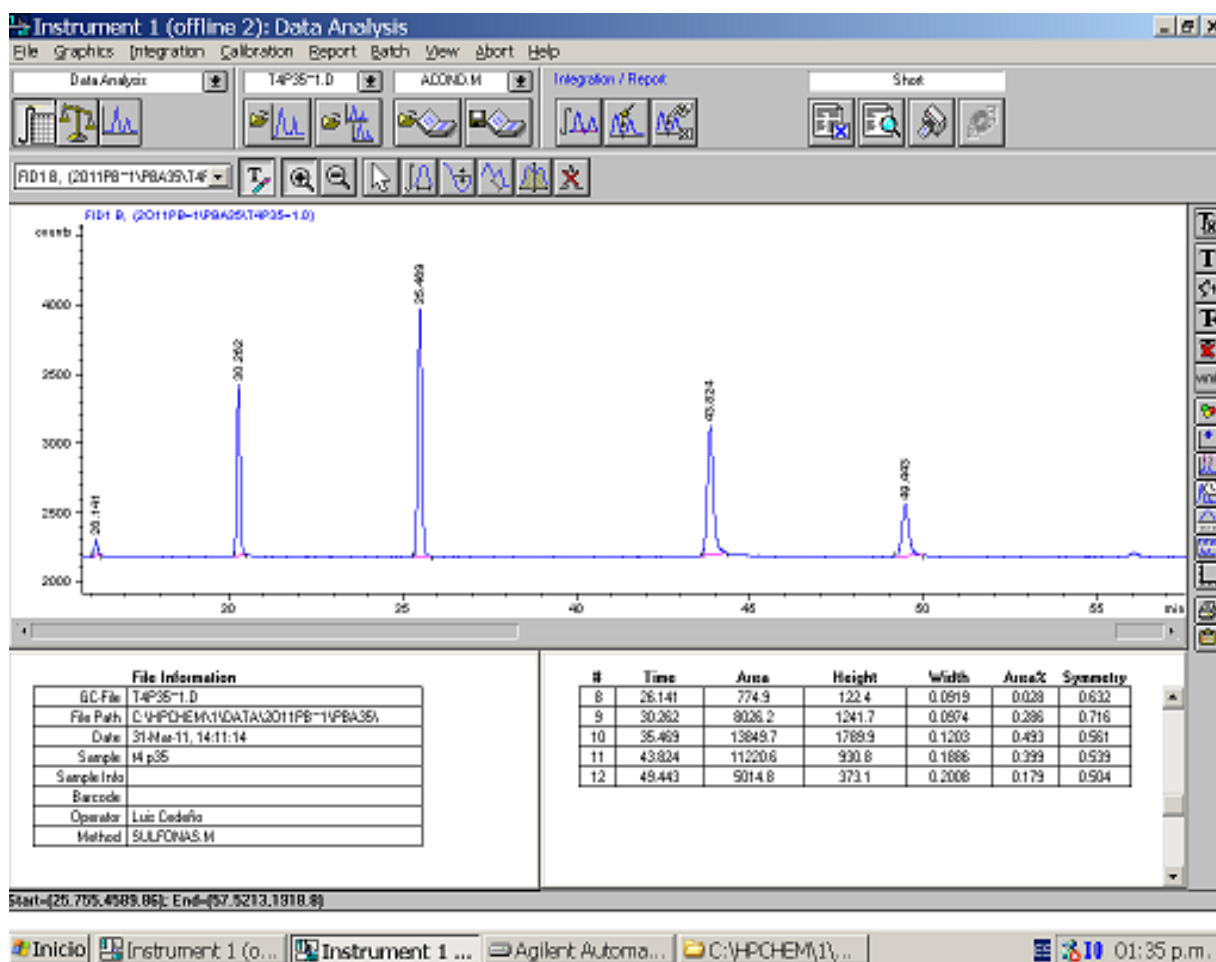 Instrument 1 (offline 2): Data Analysis
File Graphics Integration Calibration Report Batch View Abort Help
Data Analysis T4P35~1.D ACOND.M Integration / Report Short
FID1 B, (2011PB~1\PBA35\T4F
FID1 B, (2011PB~1\PBA35\T4P35~1.D)
counts
4000
3500
3000
2500
2000
26.141
30.262
35.469
43.824
49.443
20 25 40 45 50 55 min
File Information
GC-File T4P35~1.D
File Path C:\HPCHEM\1\DATA\2011PB~1\PBA35\
Date 31-Mar-11, 14:11:14
Sample t4 p35
Sample Info
Barcode
Operator Luis Cedeño
Method SULFONAS.M
# Time Area Height Width Area% Symmetry
8 26.141 774.9 122.4 0.0919 0.028 0.632
9 30.262 8026.2 1241.7 0.0974 0.286 0.716
10 35.469 13849.7 1789.9 0.1203 0.493 0.561
11 43.824 11220.6 930.8 0.1886 0.399 0.539
12 49.443 5014.8 373.1 0.2008 0.179 0.504
Start=(25.755,4589.86); End=(57.5213,1918.8)
Inicio Instrument 1 (o... Instrument 1 ... Agilent Automa... C:\HPCHEM\1\... 01:35 p.m.